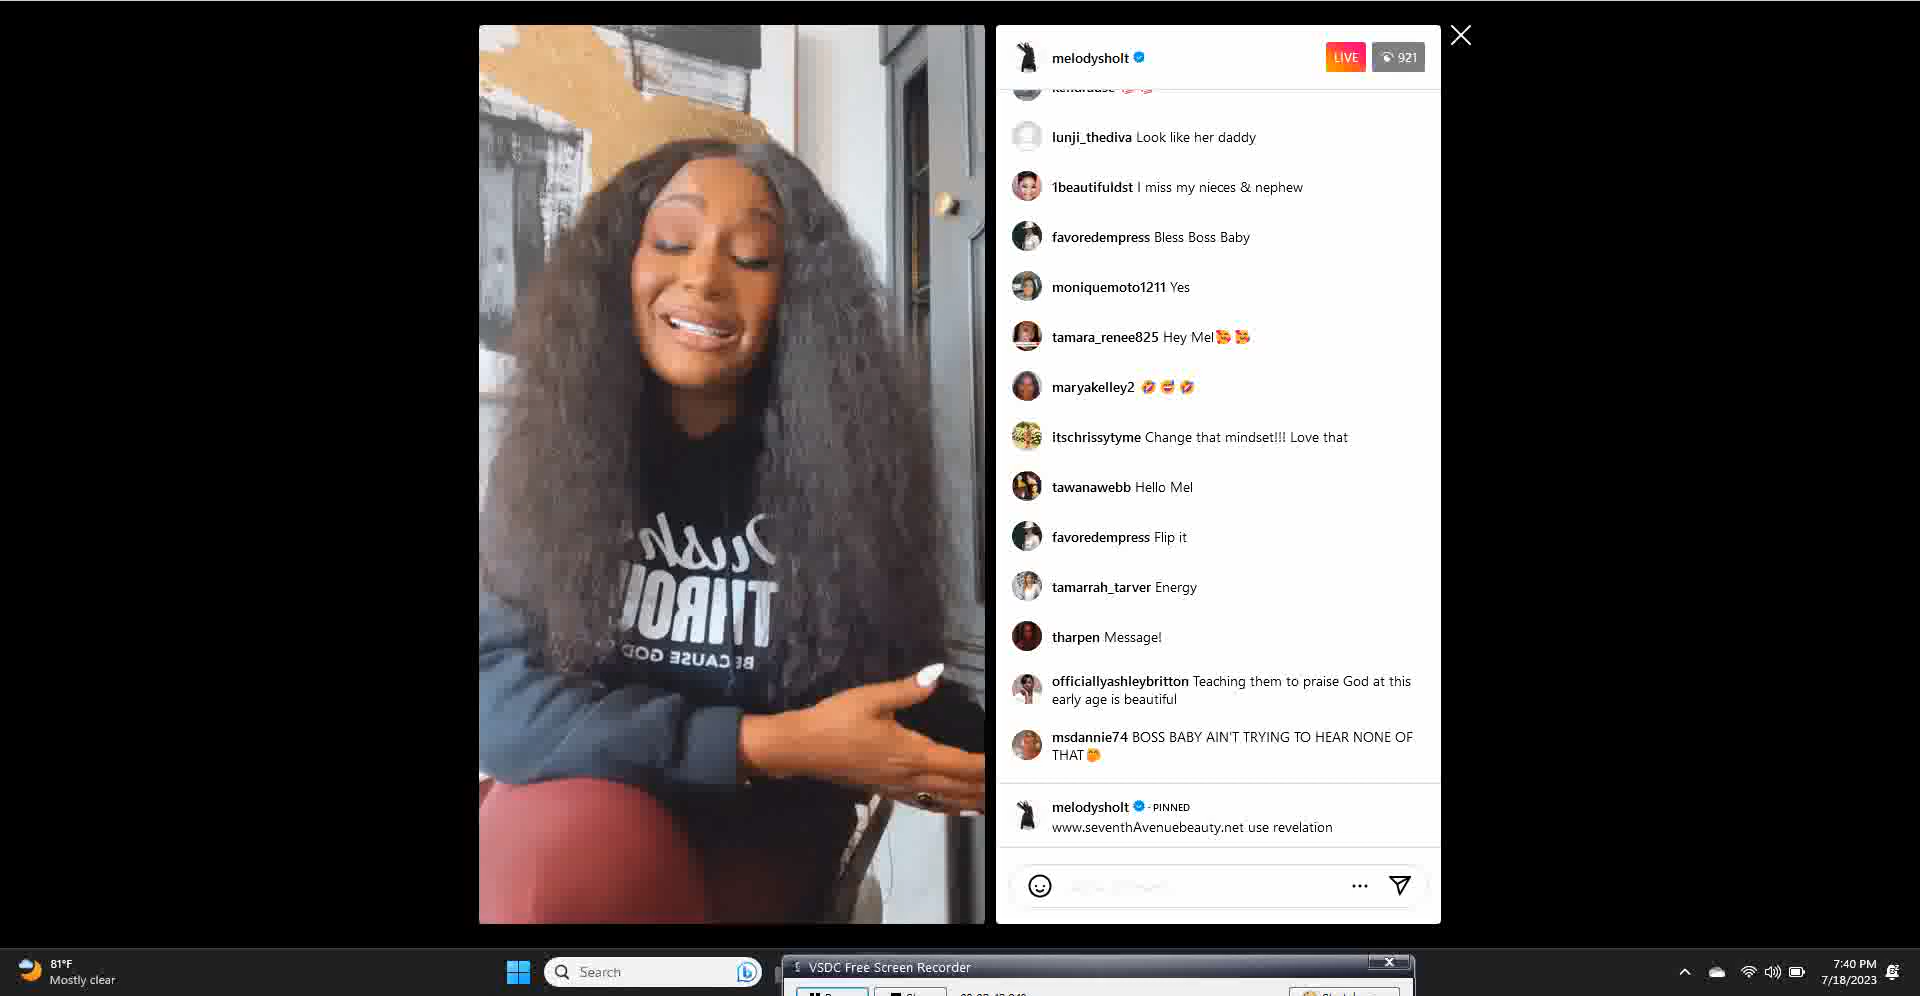 melodysholt
LIVE
921
lunji_thediva Look like her daddy
1beautifuldst I miss my nieces & nephew
favoredempress Bless Boss Baby
moniquemoto1211 Yes
tamara_renee825 Hey Mel🥰🥰
maryakelley2 🤣😅🤣
itschrissytyme Change that mindset!!! Love that
tawanawebb Hello Mel
favoredempress Flip it
tamarrah_tarver Energy
tharpen Message!
officiallyashleybritton Teaching them to praise God at this
early age is beautiful
msdannie74 BOSS BABY AIN'T TRYING TO HEAR NONE OF
THAT🤭
melodysholt · PINNED
www.seventhAvenuebeauty.net use revelation
Push
THROU
BECAUSE GOD
81°F
Mostly clear
Search
VSDC Free Screen Recorder
7:40 PM
7/18/2023